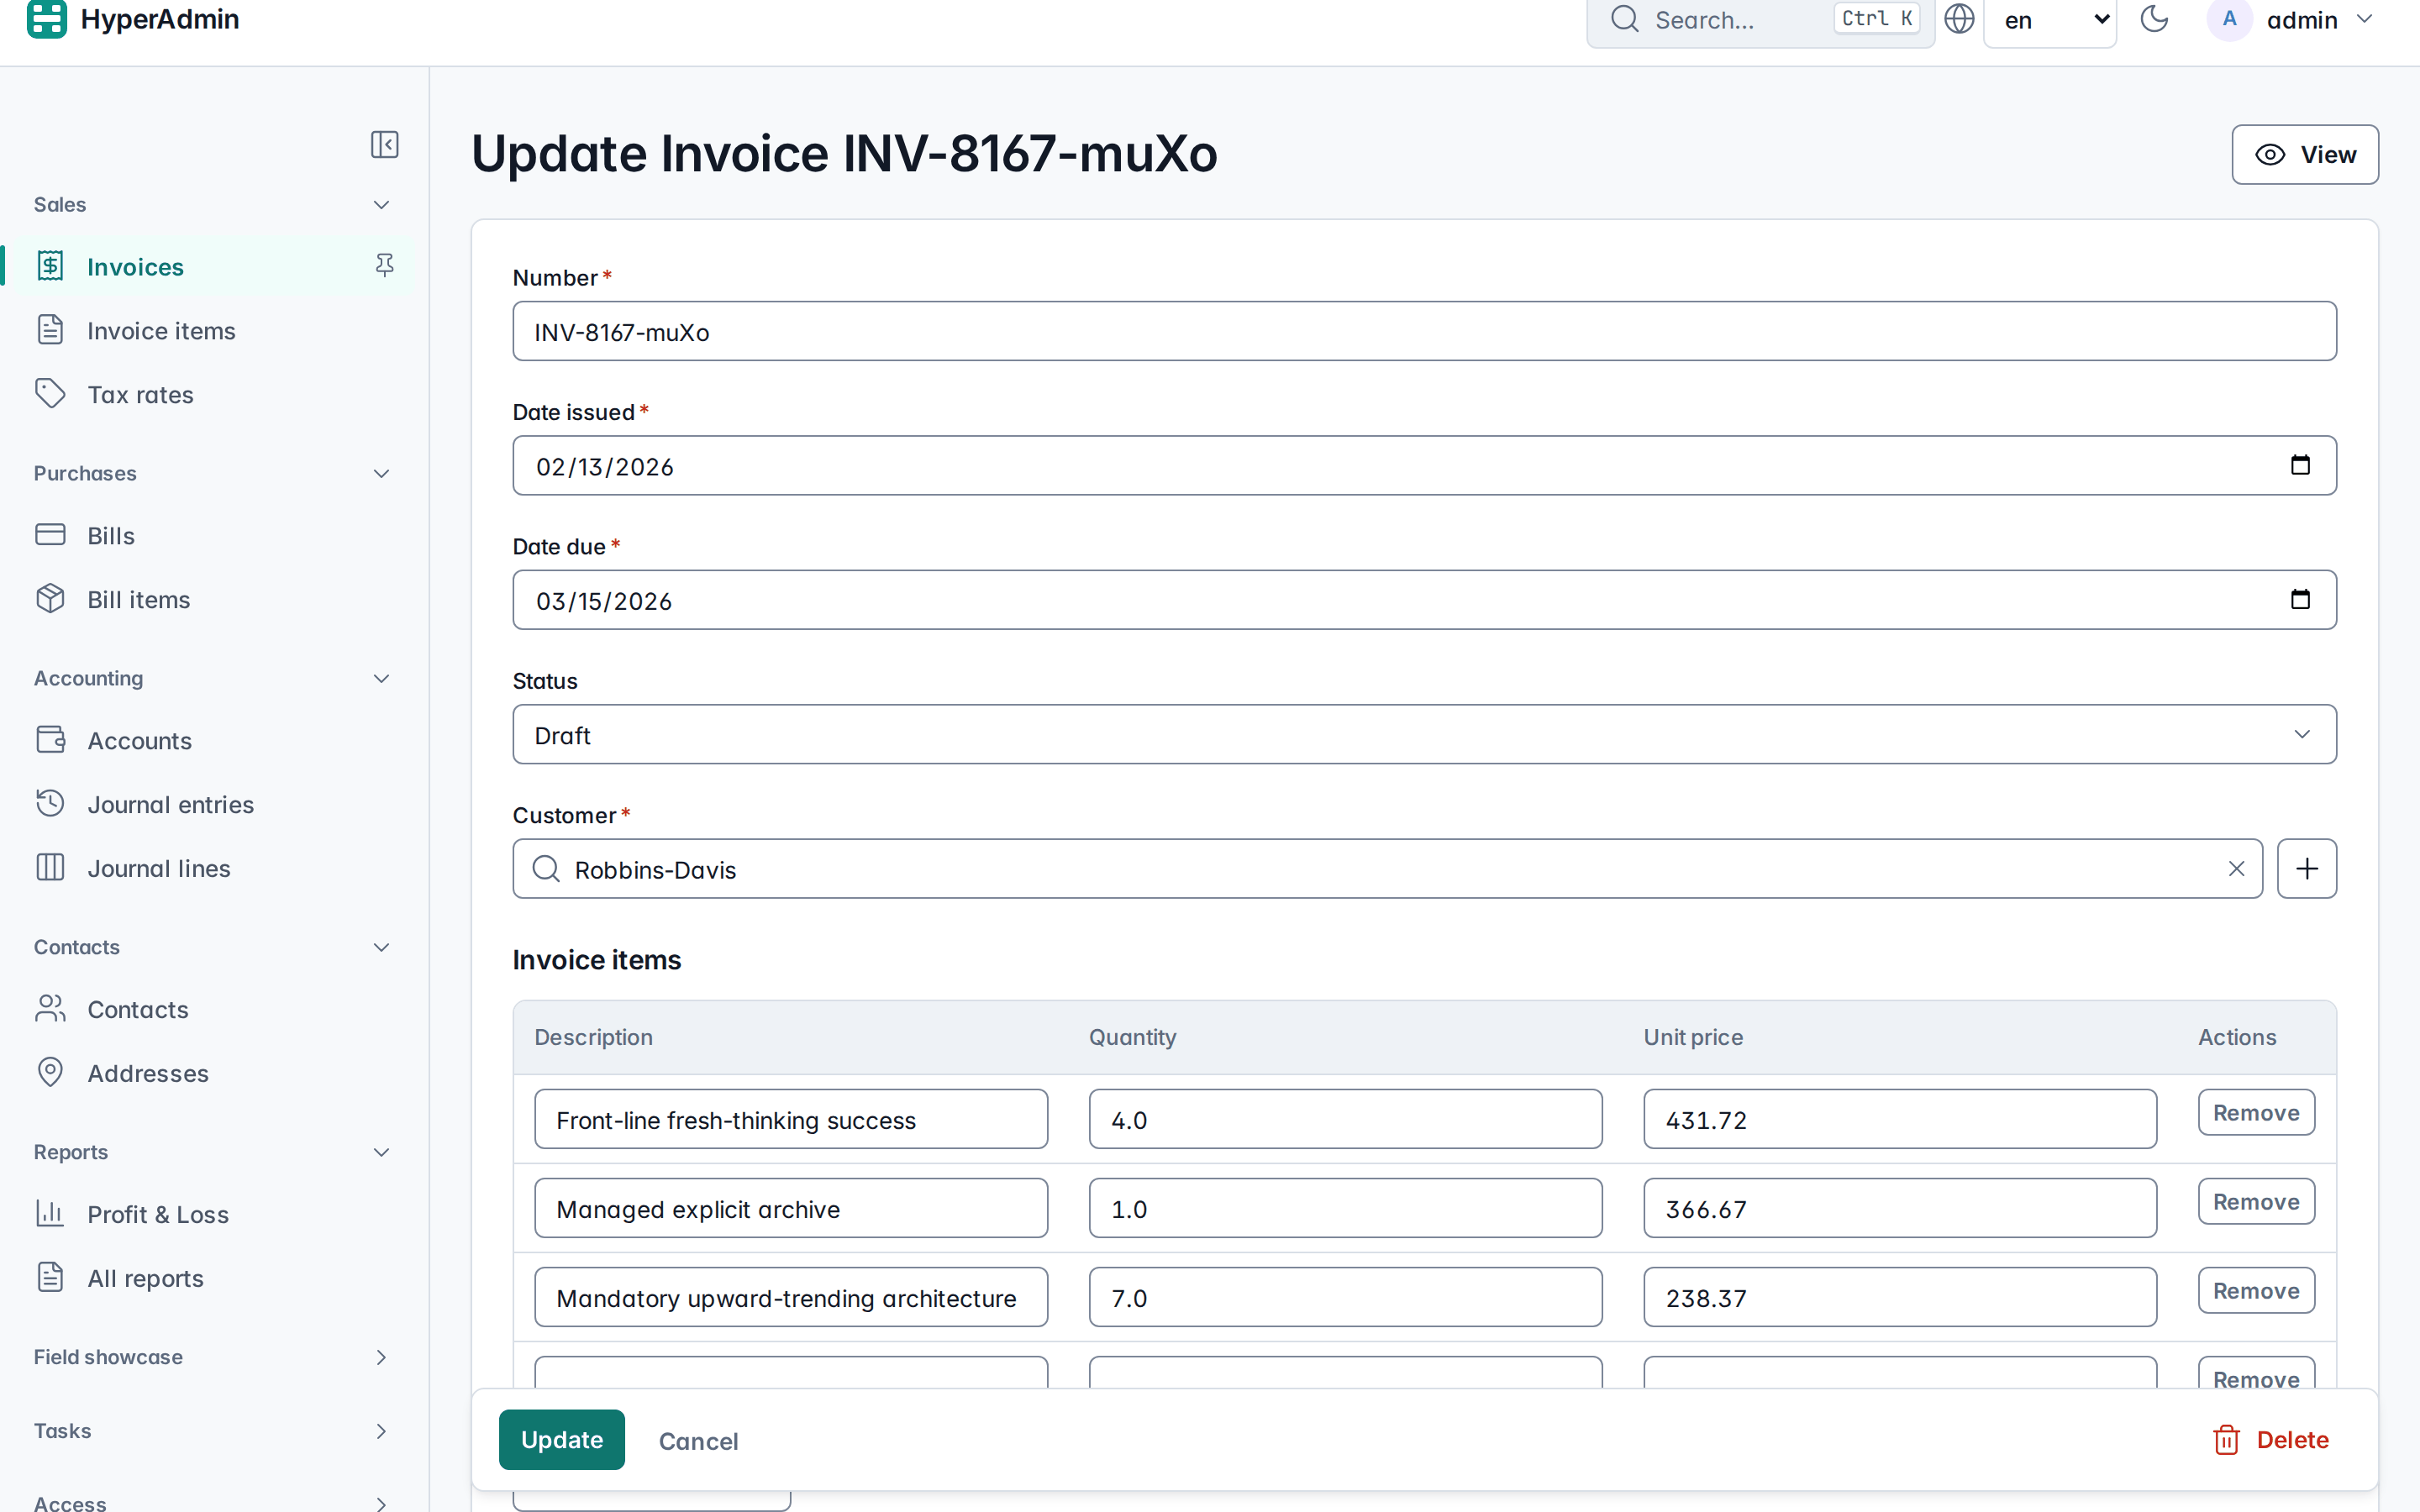 HyperAdmin
Search...
Ctrl K
en
A
admin
Sales
Invoices
Invoice items
Tax rates
Purchases
Bills
Bill items
Accounting
Accounts
Journal entries
Journal lines
Contacts
Contacts
Addresses
Reports
Profit & Loss
All reports
Field showcase
Tasks
Access
Update Invoice INV-8167-muXo
View
Number*
INV-8167-muXo
Date issued*
02/13/2026
Date due*
03/15/2026
Status
Draft
Customer*
Robbins-Davis
Invoice items
Description Quantity Unit price Actions
Front-line fresh-thinking success 4.0 431.72 Remove
Managed explicit archive 1.0 366.67 Remove
Mandatory upward-trending architecture 7.0 238.37 Remove
Remove
Update Cancel Delete